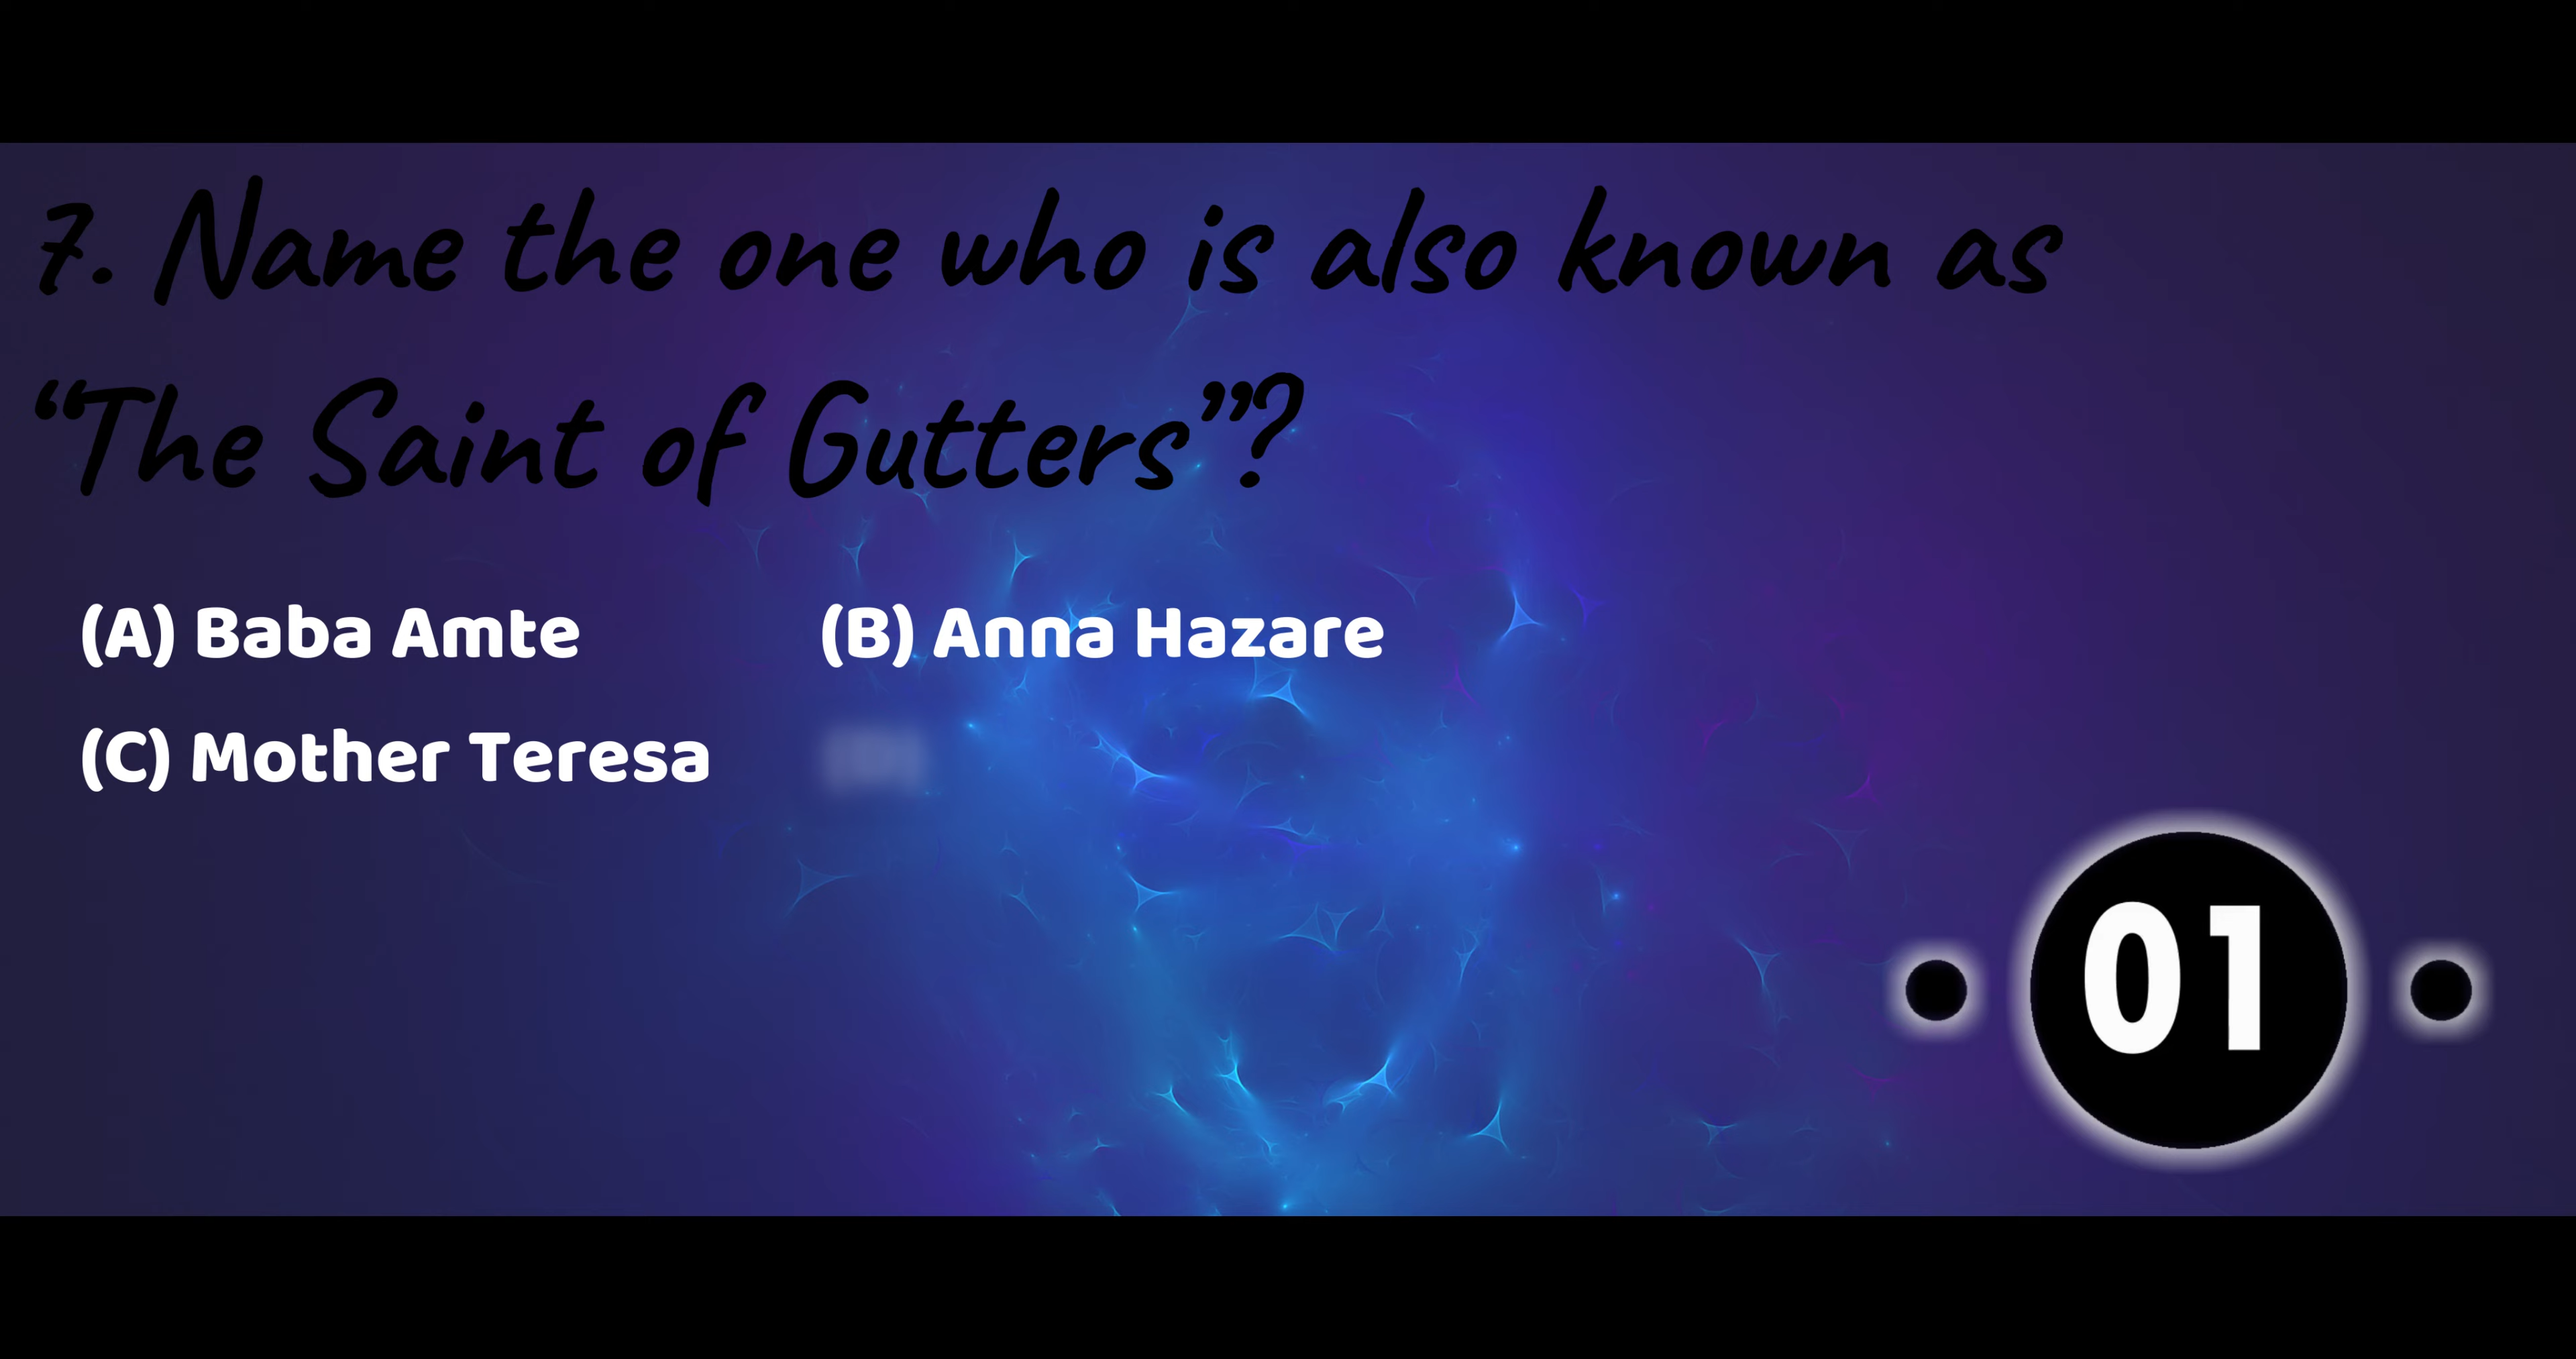 7. Name the one who is also known as
“The Saint of Gutters”?
(A) Baba Amte (B) Anna Hazare
(C) Mother Teresa (D)
01